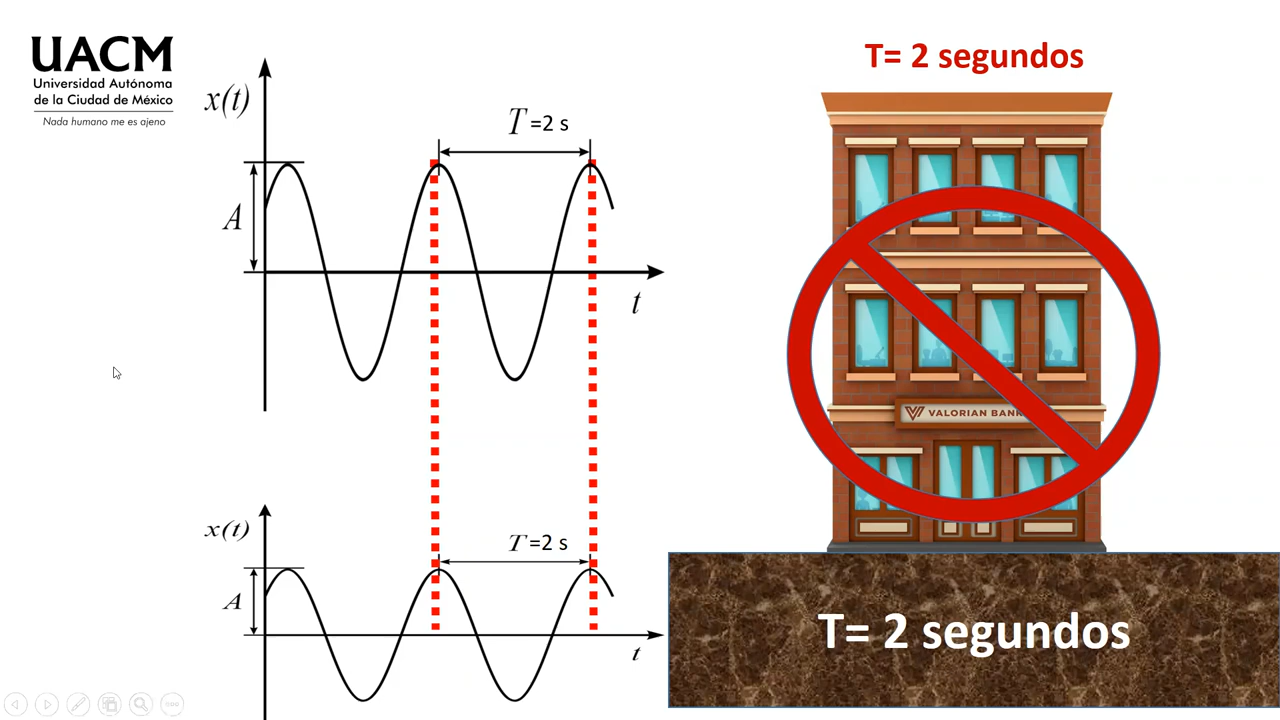 UACM
Universidad Autónoma
de la Ciudad de México
Nada humano me es ajeno
x(t)
T =2 s
A
t
x(t)
T =2 s
A
t
T= 2 segundos
VALORIAN BANK
T= 2 segundos